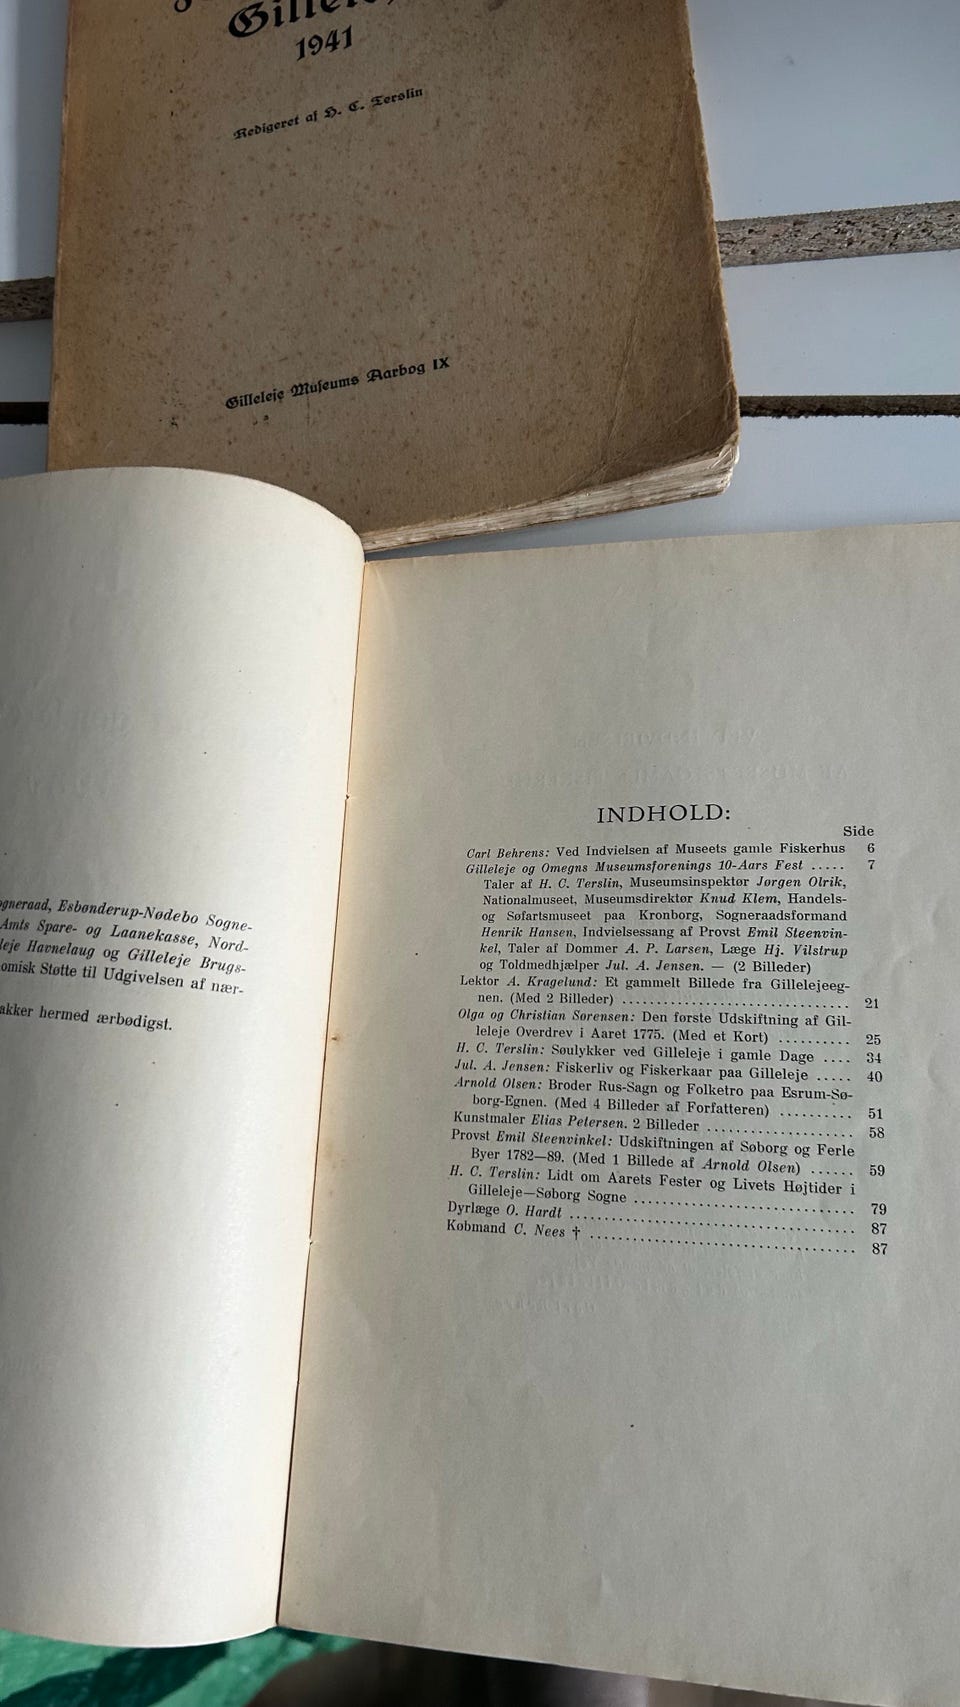 Gilleleje
1941
Redigeret af H. C. Terslin
Gilleleje Museums Aarbog IX
Esbønderup-Nødebo Sogne-
Amts Spare- og Laanekasse, Nord-
Havnelaug og Gilleleje Brugs-
Støtte til Udgivelsen af nær-
hermed ærbødigst.
INDHOLD:
Side
Carl Behrens: Ved Indvielsen af Museets gamle Fiskerhus 6
Gilleleje og Omegns Museumsforenings 10-Aars Fest ..... 7
Taler af H. C. Terslin, Museumsinspektør Jørgen Olrik,
Nationalmuseet, Museumsdirektør Knud Klem, Handels-
og Søfartsmuseet paa Kronborg, Sogneraadsformand
Henrik Hansen, Indvielsessang af Provst Emil Steenvin-
kel, Taler af Dommer A. P. Larsen, Læge Hj. Vilstrup
og Toldmedhjælper Jul. A. Jensen. — (2 Billeder)
Lektor A. Kragelund: Et gammelt Billede fra Gillelejeeg-
nen. (Med 2 Billeder) ................................. 21
Olga og Christian Sørensen: Den første Udskiftning af Gil-
leleje Overdrev i Aaret 1775. (Med et Kort) .......... 25
H. C. Terslin: Søulykker ved Gilleleje i gamle Dage .... 34
Jul. A. Jensen: Fiskerliv og Fiskerkaar paa Gilleleje ..... 40
Arnold Olsen: Broder Rus-Sagn og Folketro paa Esrum-Sø-
borg-Egnen. (Med 4 Billeder af Forfatteren) .......... 51
Kunstmaler Elias Petersen. 2 Billeder ..................... 58
Provst Emil Steenvinkel: Udskiftningen af Søborg og Ferle
Byer 1782—89. (Med 1 Billede af Arnold Olsen) ...... 59
H. C. Terslin: Lidt om Aarets Fester og Livets Højtider i
Gilleleje—Søborg Sogne ................................ 79
Dyrlæge O. Hardt ......................................... 87
Købmand C. Nees † ....................................... 87